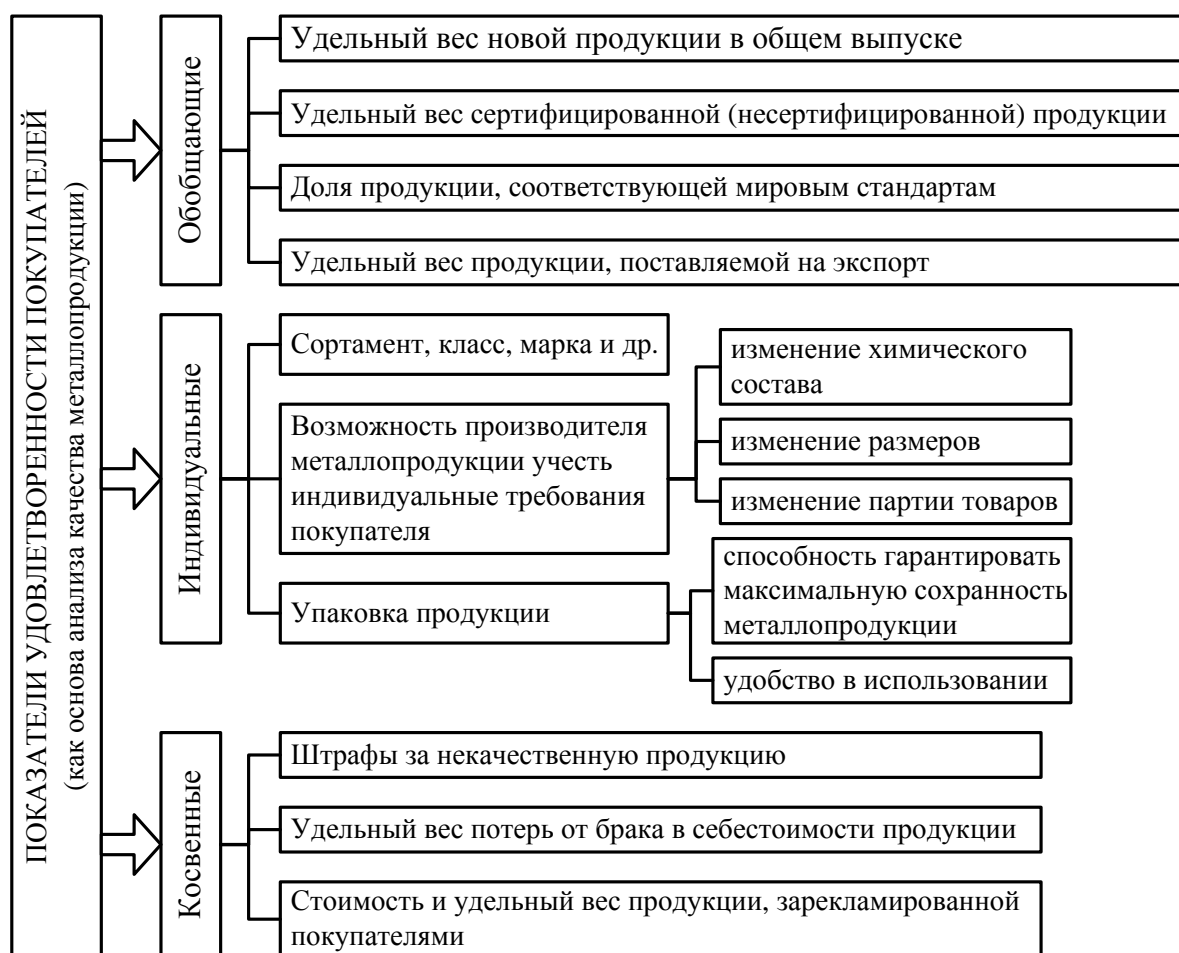 ПОКАЗАТЕЛИ УДОВЛЕТВОРЕННОСТИ ПОКУПАТЕЛЕЙ
(как основа анализа качества металлопродукции)
Обобщающие
Удельный вес новой продукции в общем выпуске
Удельный вес сертифицированной (несертифицированной) продукции
Доля продукции, соответствующей мировым стандартам
Удельный вес продукции, поставляемой на экспорт
Индивидуальные
Сортамент, класс, марка и др.
Возможность производителя
металлопродукции учесть
индивидуальные требования
покупателя
изменение химического
состава
изменение размеров
изменение партии товаров
Упаковка продукции
способность гарантировать
максимальную сохранность
металлопродукции
удобство в использовании
Косвенные
Штрафы за некачественную продукцию
Удельный вес потерь от брака в себестоимости продукции
Стоимость и удельный вес продукции, зарекламированной
покупателями